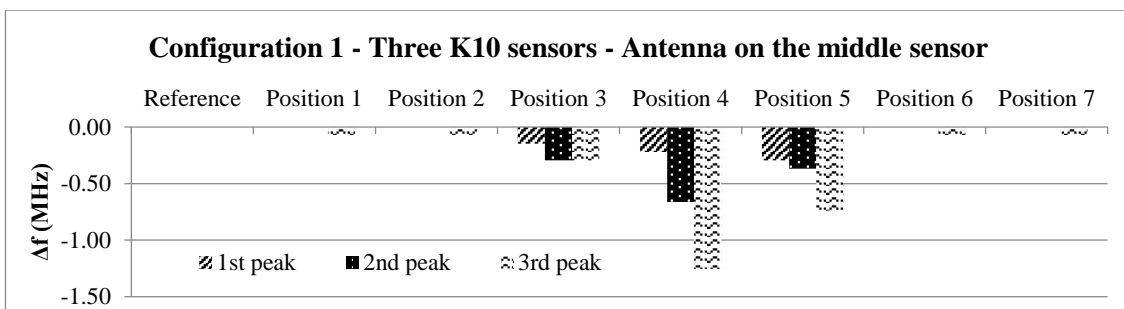 Configuration 1 - Three K10 sensors - Antenna on the middle sensor
Reference Position 1 Position 2 Position 3 Position 4 Position 5 Position 6 Position 7
0.00
-0.50
-1.00
-1.50
Δf (MHz)
1st peak 2nd peak 3rd peak